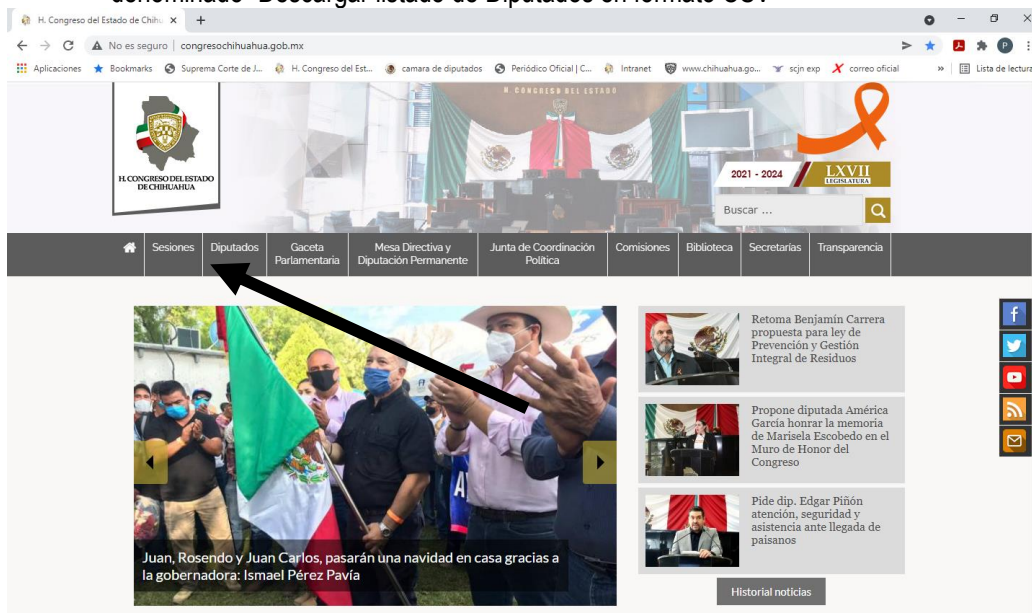 denominado "Descargar listado de Diputados en formato CSV"
H. Congreso del Estado de Chihu
No es seguro | congresochihuahua.gob.mx
Aplicaciones Bookmarks Suprema Corte de J... H. Congreso del Est... camara de diputados Periódico Oficial | C... Intranet www.chihuahua.go... scjn exp correo oficial » Lista de lectura
H. CONGRESO DEL ESTADO
H. CONGRESO DEL ESTADO
DE CHIHUAHUA
2021 - 2024 LXVII
LEGISLATURA
Buscar ...
Sesiones Diputados Gaceta Parlamentaria Mesa Directiva y Diputación Permanente Junta de Coordinación Política Comisiones Biblioteca Secretarías Transparencia
Juan, Rosendo y Juan Carlos, pasarán una navidad en casa gracias a
la gobernadora: Ismael Pérez Pavía
Retoma Benjamín Carrera
propuesta para ley de
Prevención y Gestión
Integral de Residuos
Propone diputada América
García honrar la memoria
de Marisela Escobedo en el
Muro de Honor del
Congreso
Pide dip. Edgar Piñón
atención, seguridad y
asistencia ante llegada de
paisanos
Historial noticias